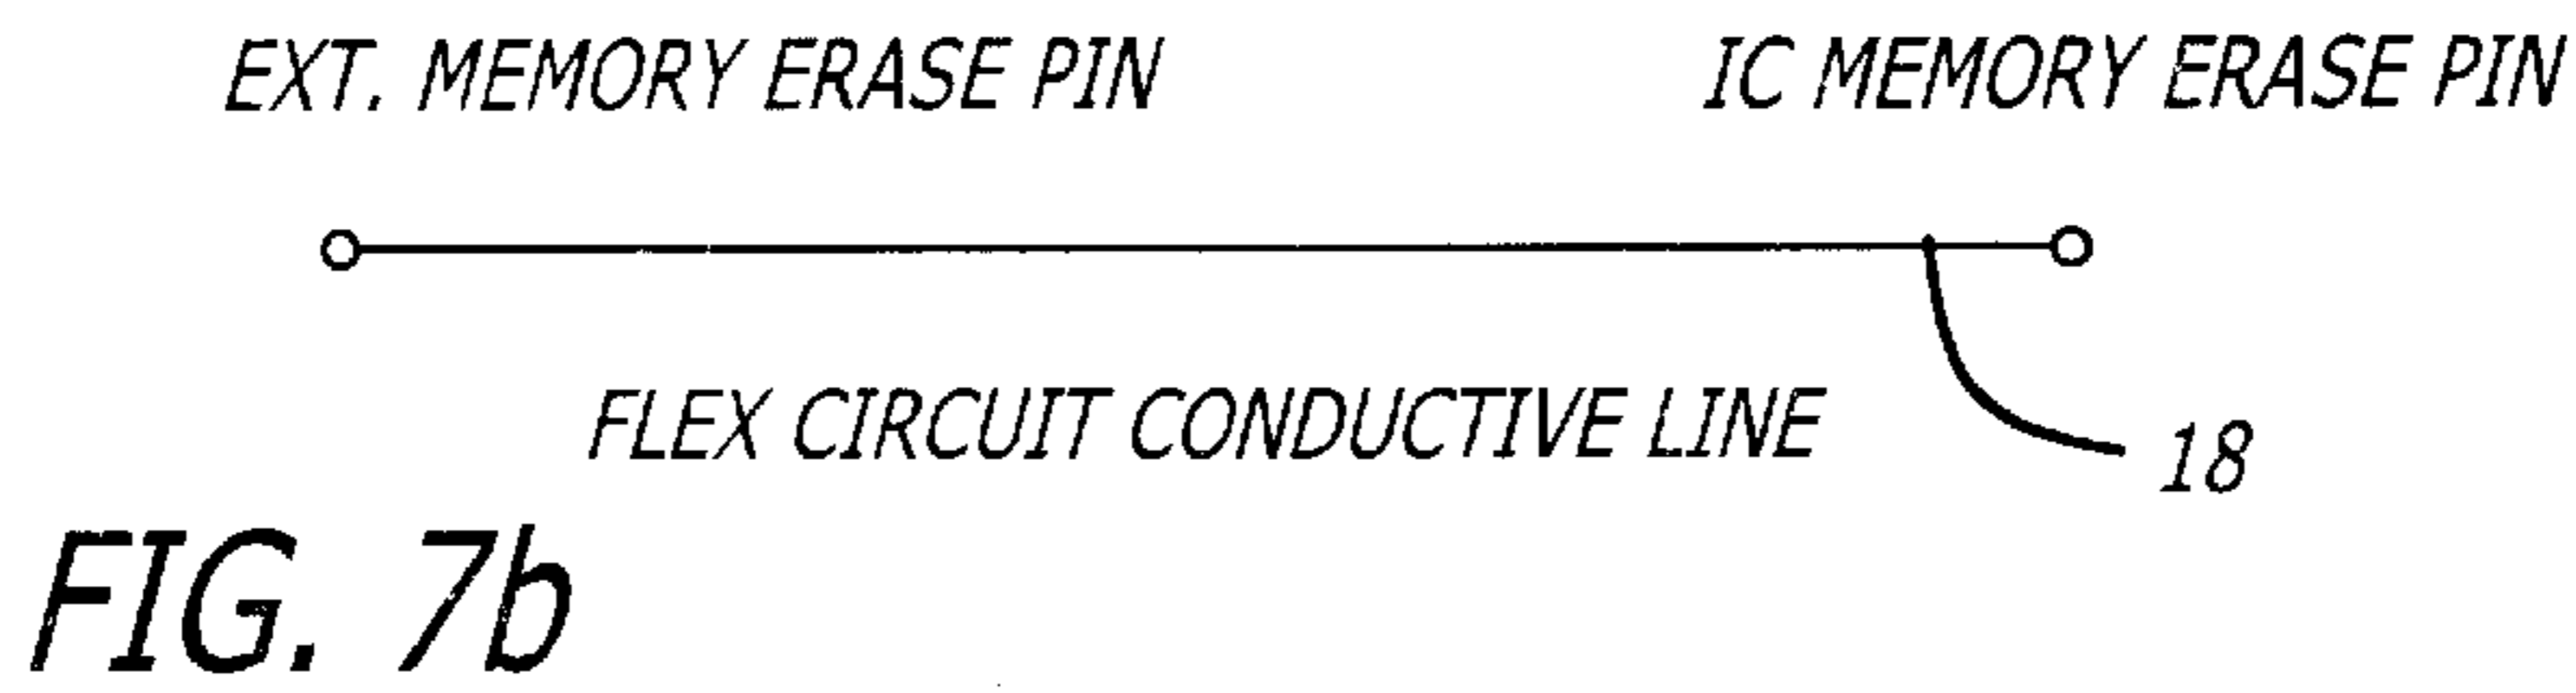 EXT. MEMORY ERASE PIN
IC MEMORY ERASE PIN
FLEX CIRCUIT CONDUCTIVE LINE
18
FIG. 7b